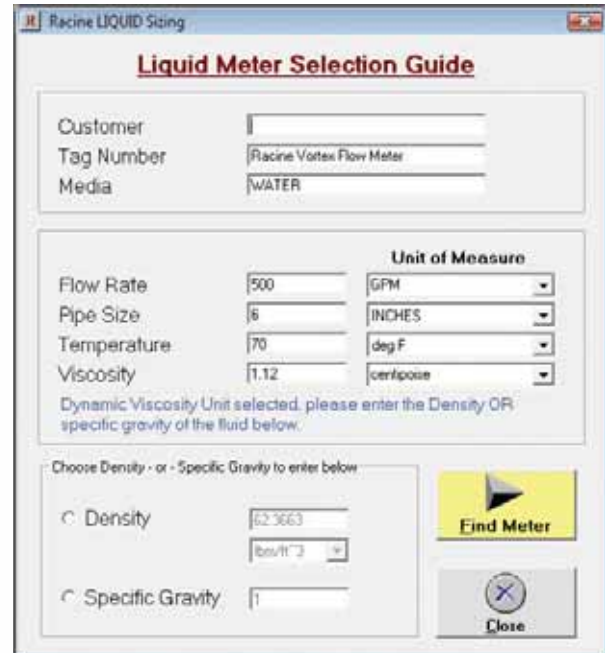 R Racine LIQUID Sizing
Liquid Meter Selection Guide
Customer
Tag Number Racine Vortex Flow Meter
Media WATER
Unit of Measure
Flow Rate 500 GPM
Pipe Size 6 INCHES
Temperature 70 deg F
Viscosity 1.12 centipoise
Dynamic Viscosity Unit selected, please enter the Density OR
specific gravity of the fluid below.
Choose Density - or - Specific Gravity to enter below
Density 62.3663
lbm/ft^3
Specific Gravity 1
Find Meter
Close